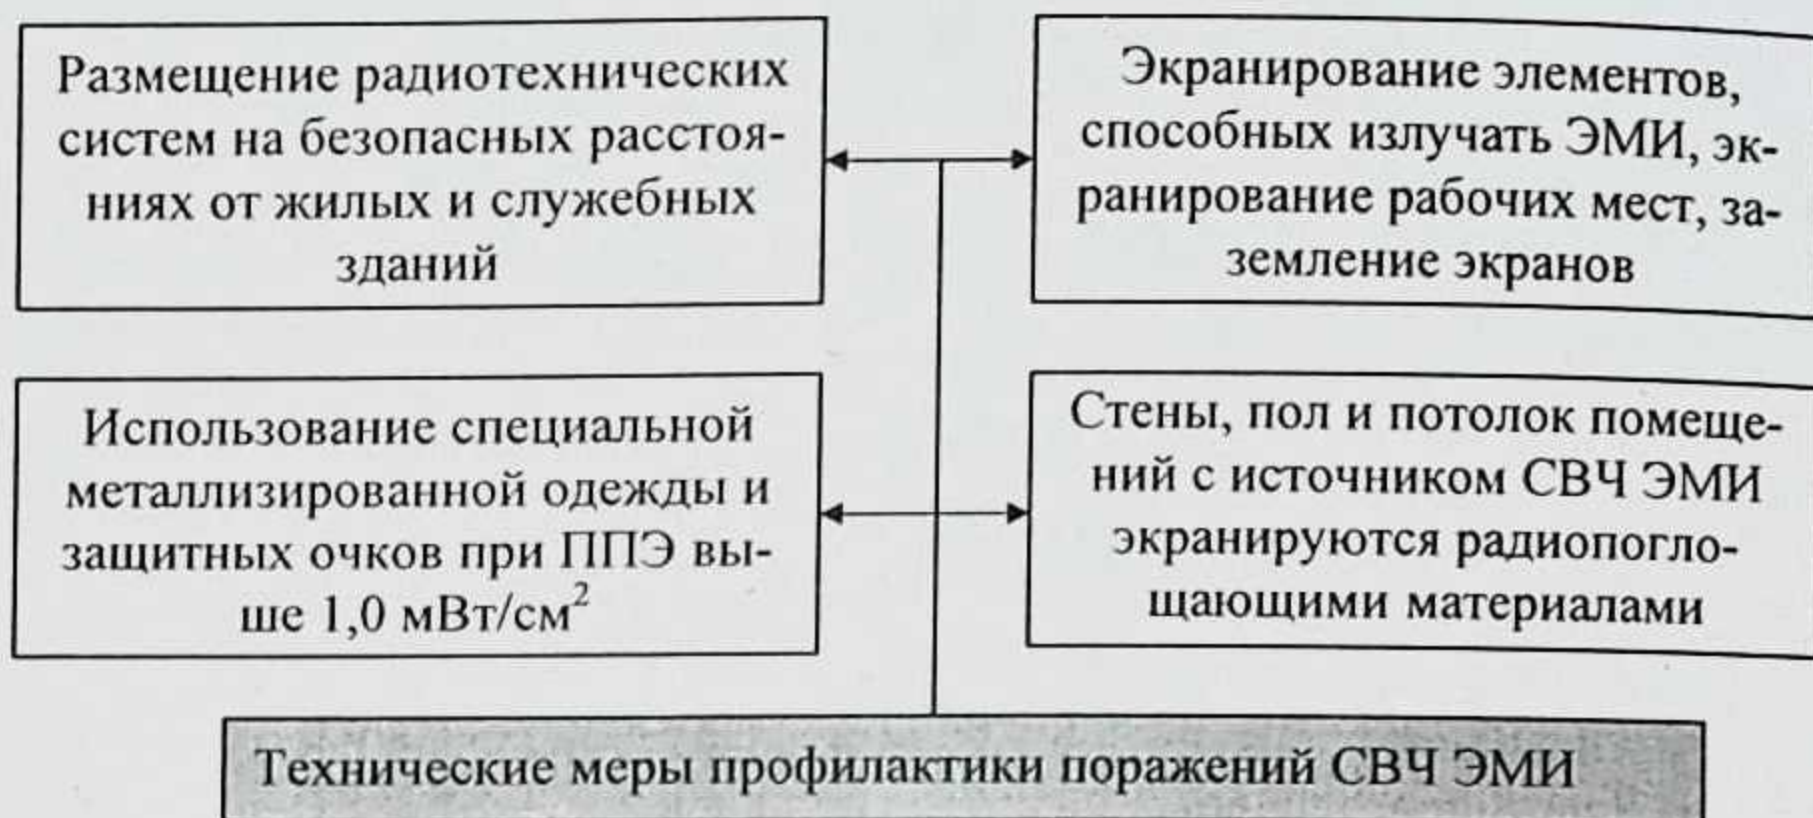 Размещение радиотехнических
систем на безопасных расстоя-
ниях от жилых и служебных
зданий
Экранирование элементов,
способных излучать ЭМИ, эк-
ранирование рабочих мест, за-
земление экранов
Использование специальной
металлизированной одежды и
защитных очков при ППЭ вы-
ше 1,0 мВт/см²
Стены, пол и потолок помеще-
ний с источником СВЧ ЭМИ
экранируются радиопогло-
щающими материалами
Технические меры профилактики поражений СВЧ ЭМИ